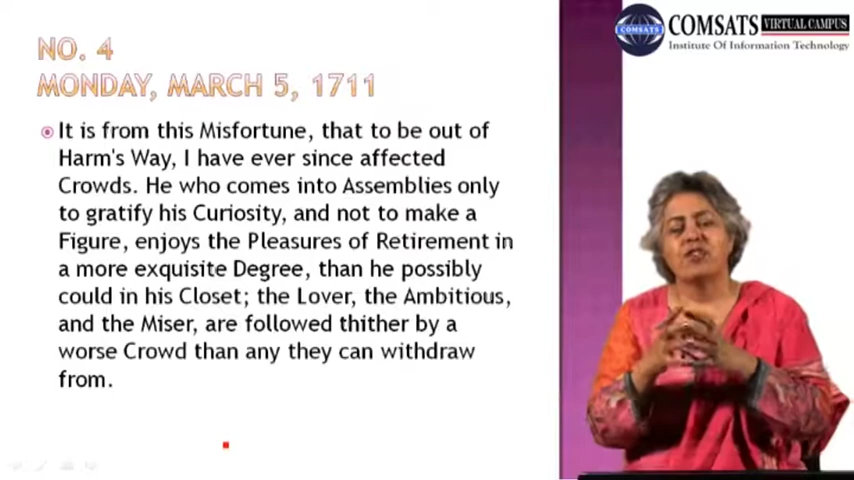 NO. 4
MONDAY, MARCH 5, 1711
It is from this Misfortune, that to be out of
Harm's Way, I have ever since affected
Crowds. He who comes into Assemblies only
to gratify his Curiosity, and not to make a
Figure, enjoys the Pleasures of Retirement in
a more exquisite Degree, than he possibly
could in his Closet; the Lover, the Ambitious,
and the Miser, are followed thither by a
worse Crowd than any they can withdraw
from.
COMSATS
COMSATS VIRTUAL CAMPUS
Institute Of Information Technology